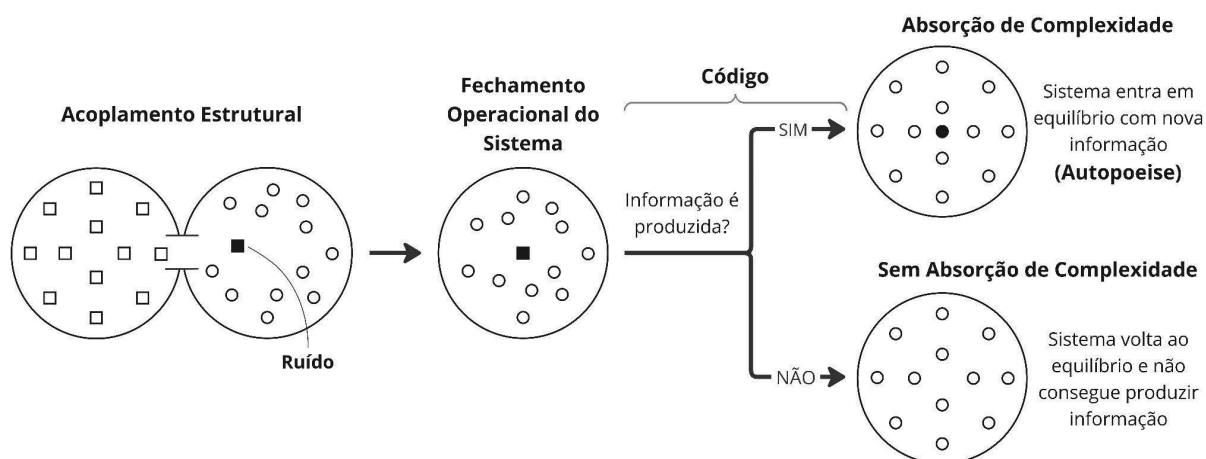 Acoplamento Estrutural
Ruído
Fechamento
Operacional do
Sistema
Código
Informação é
produzida?
SIM
NÃO
Absorção de Complexidade
Sistema entra em
equilíbrio com nova
informação
(Autopoeise)
Sem Absorção de Complexidade
Sistema volta ao
equilíbrio e não
consegue produzir
informação